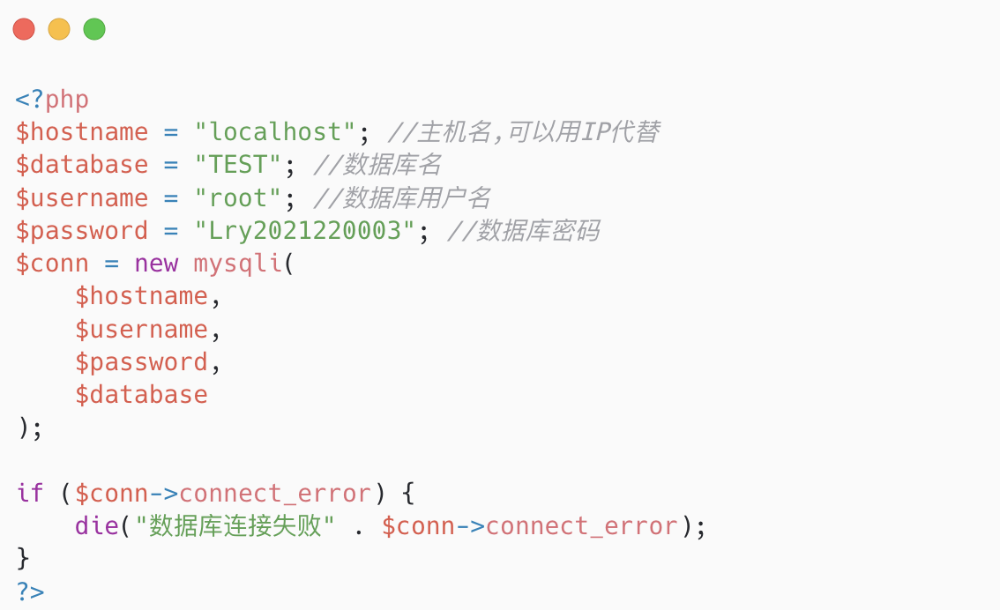 <?php
$hostname = "localhost"; //主机名,可以用IP代替
$database = "TEST"; //数据库名
$username = "root"; //数据库用户名
$password = "Lry2021220003"; //数据库密码
$conn = new mysqli(
    $hostname,
    $username,
    $password,
    $database
);

if ($conn->connect_error) {
    die("数据库连接失败" . $conn->connect_error);
}
?>